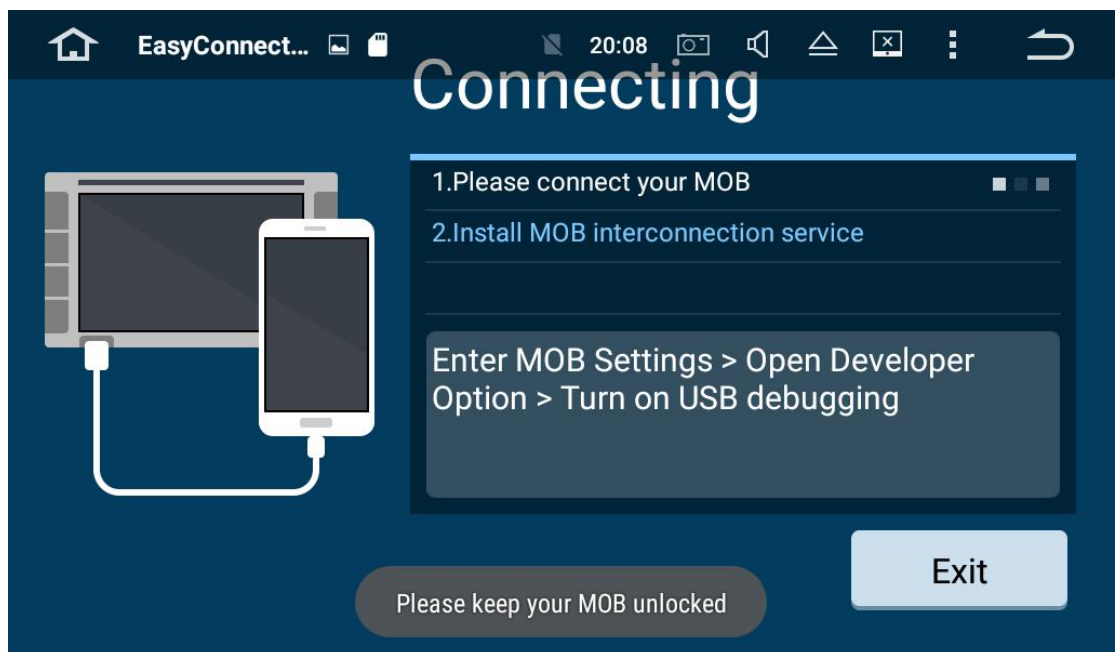 EasyConnect... 20:08
Connecting
1.Please connect your MOB
2.Install MOB interconnection service
Enter MOB Settings > Open Developer
Option > Turn on USB debugging
Exit
Please keep your MOB unlocked